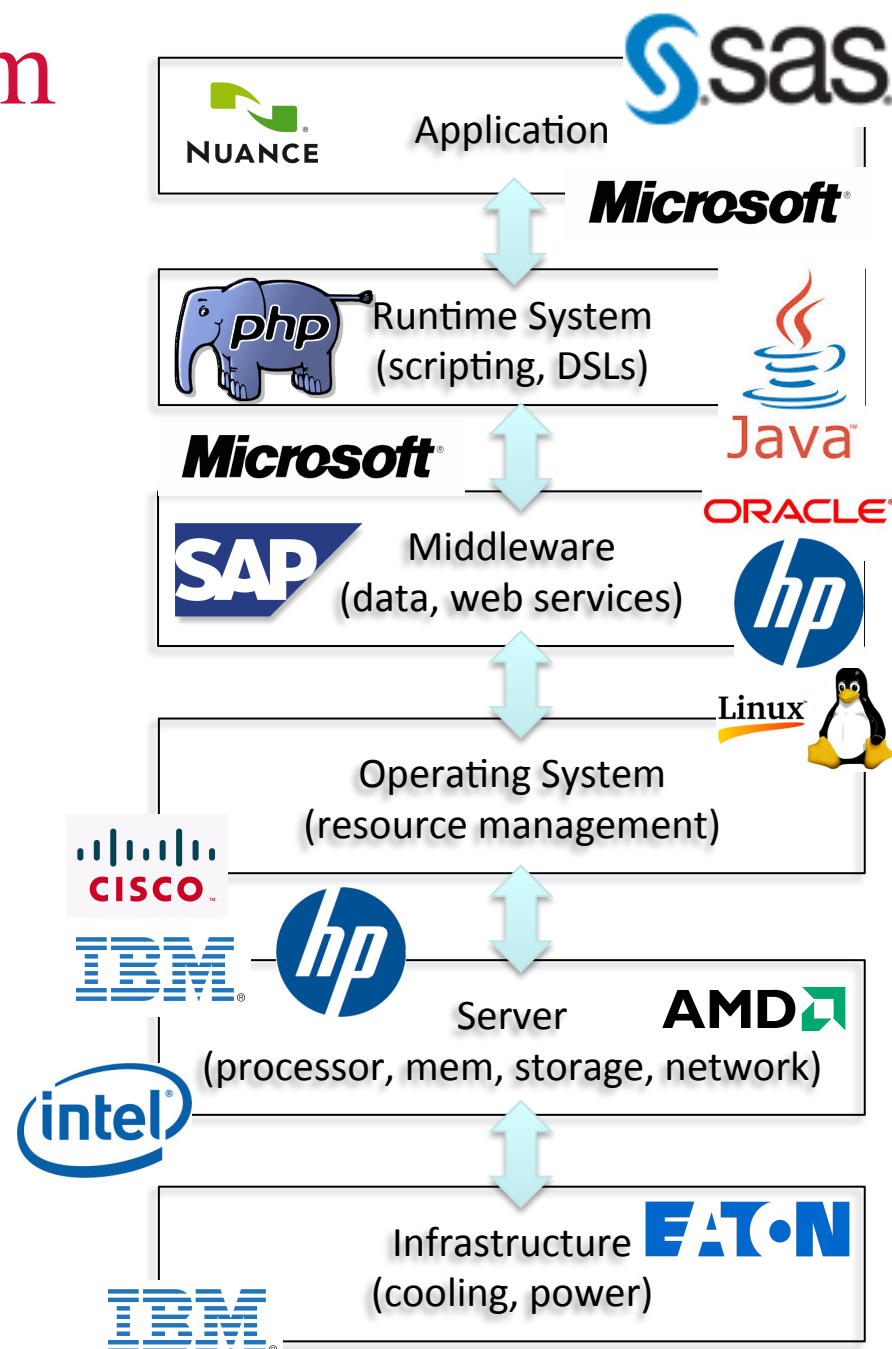 m
sas
NUANCE
Application
Microsoft
php
Runtime System
(scripting, DSLs)
Java
Microsoft
ORACLE
SAP
Middleware
(data, web services)
hp
Linux
Operating System
(resource management)
CISCO
hp
IBM
Server
AMD
(processor, mem, storage, network)
intel
Infrastructure
EATON
(cooling, power)
IBM